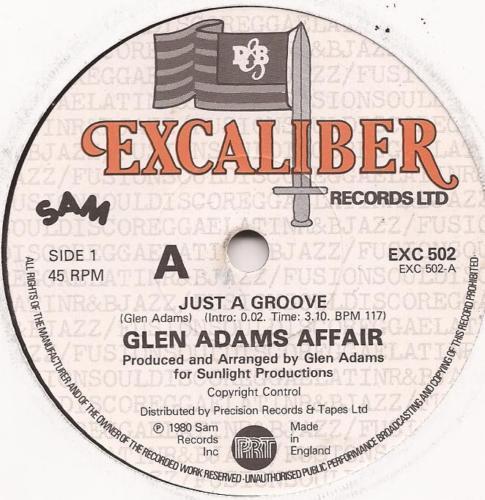 R&B
EXCALIBER
RECORDS LTD
SAM
SIDE 1
45 RPM
A
EXC 502
EXC 502-A
JUST A GROOVE
(Glen Adams) (Intro: 0.02. Time: 3.10. BPM 117)
GLEN ADAMS AFFAIR
Produced and Arranged by Glen Adams
for Sunlight Productions
Copyright Control
Distributed by Precision Records & Tapes Ltd
℗ 1980 Sam
Records
Inc
PRT
Made in
England
ALL RIGHTS OF THE MANUFACTURER AND OF THE OWNER OF THE RECORDED WORK RESERVED · UNAUTHORISED PUBLIC PERFORMANCE BROADCASTING AND COPYING OF THIS RECORD PROHIBITED